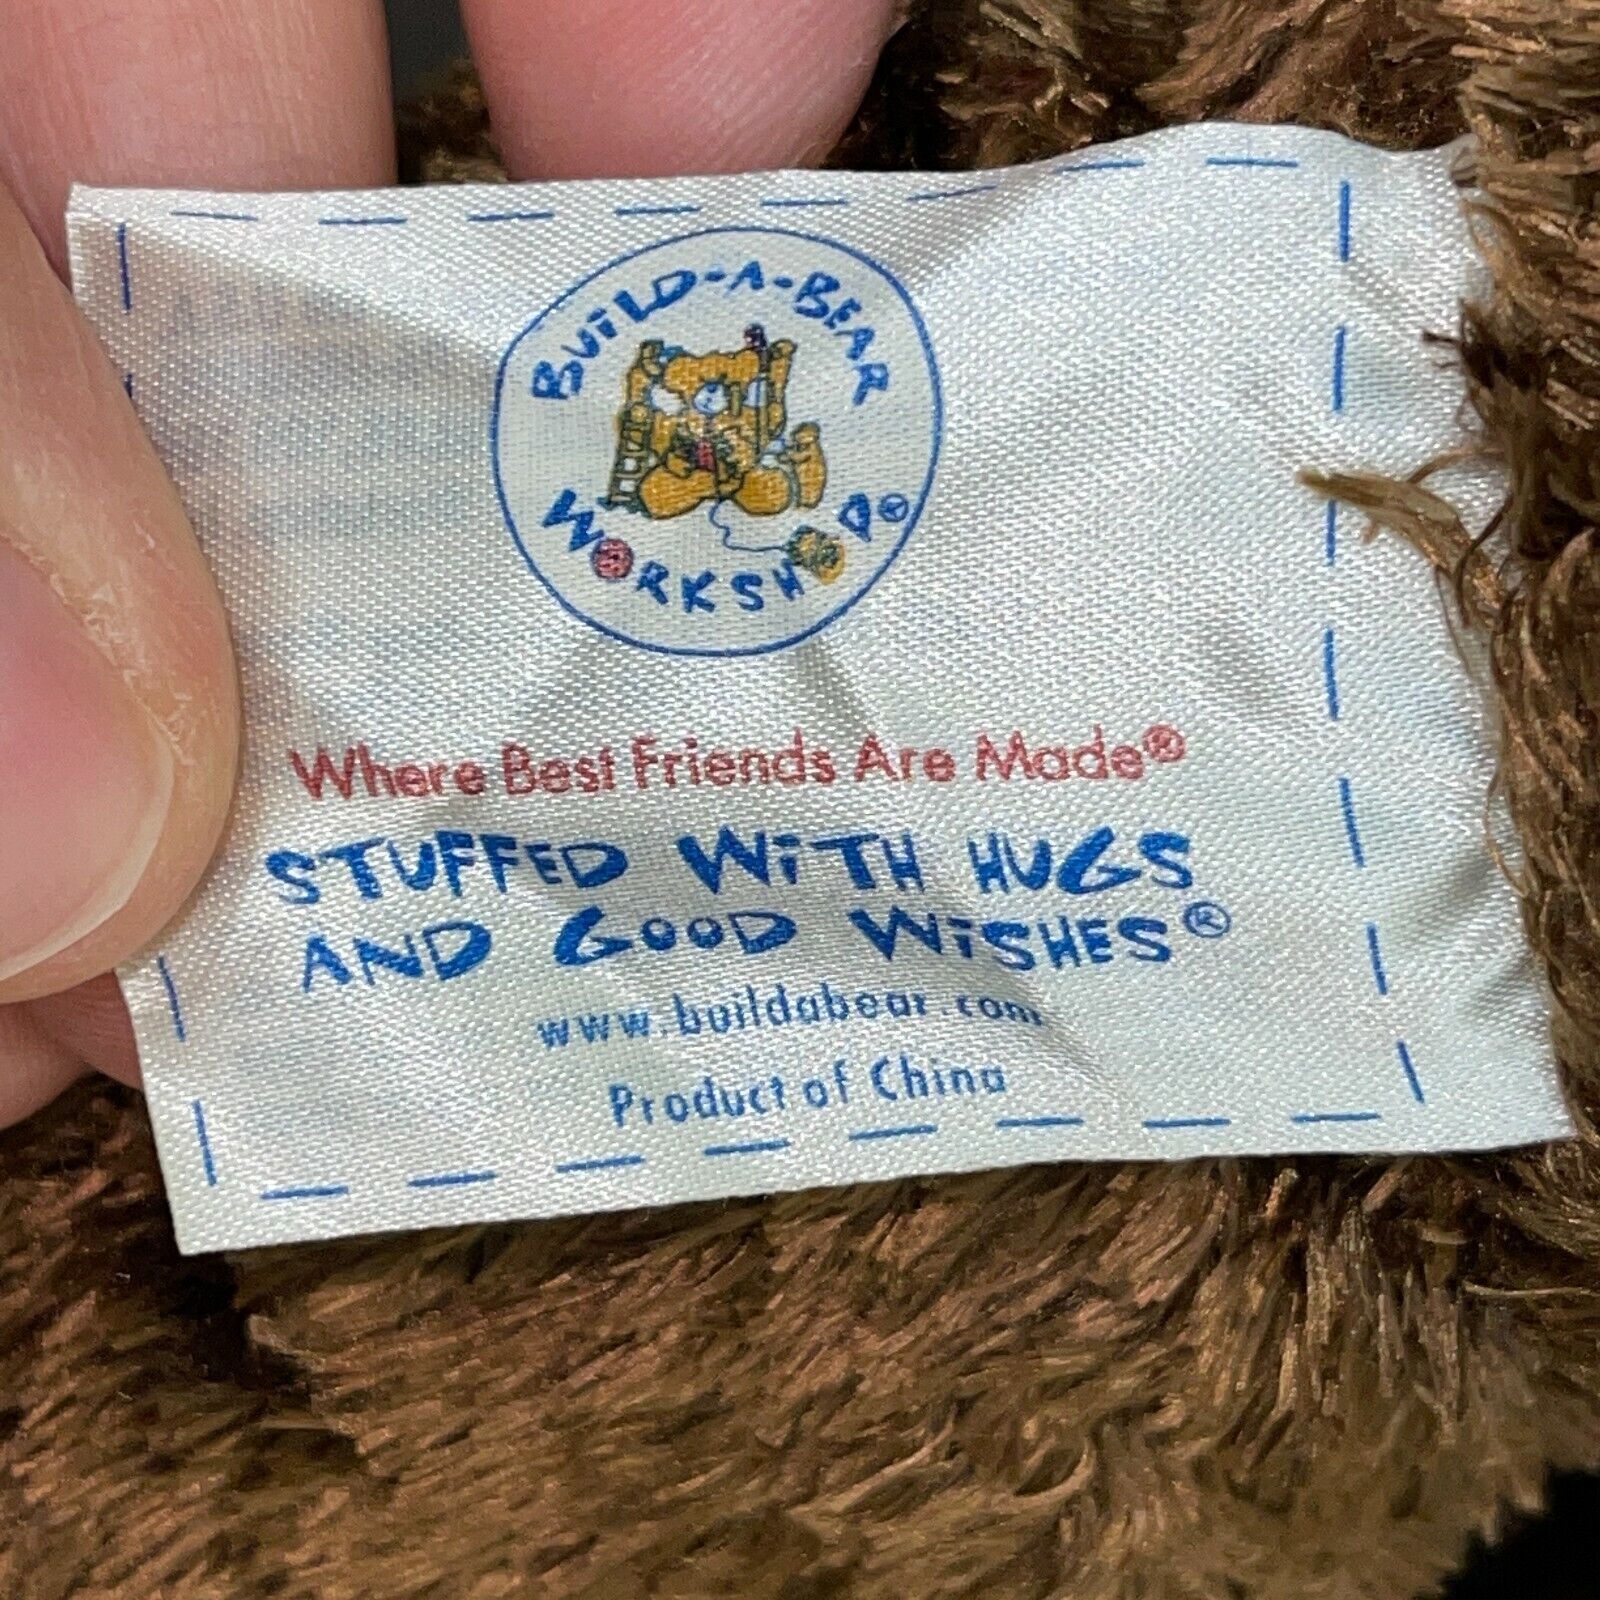 BUiLD-A-BEAR
WORKSHOP®
Where Best Friends Are Made®
STUFFED WiTH HUGS
AND GOOD WiSHES®
www.buildabear.com
Product of China